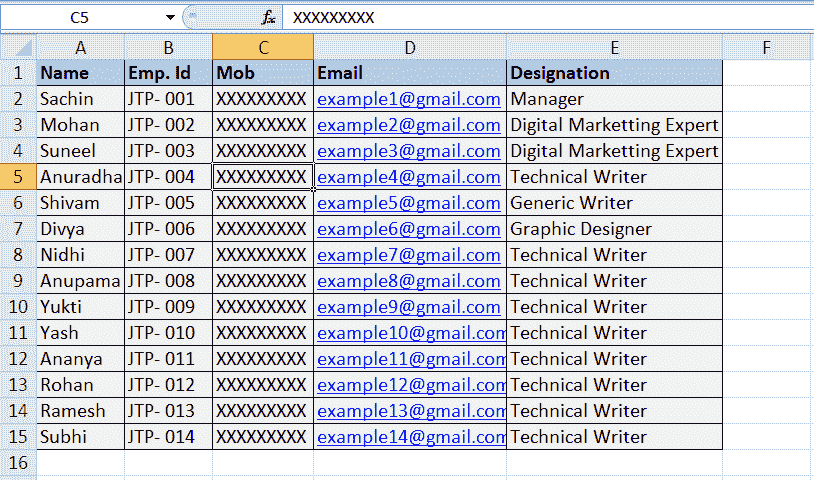 C5 fx XXXXXXXXX
A B C D E F
1 Name Emp. Id Mob Email Designation
2 Sachin JTP- 001 XXXXXXXXX example1@gmail.com Manager
3 Mohan JTP- 002 XXXXXXXXX example2@gmail.com Digital Marketting Expert
4 Suneel JTP- 003 XXXXXXXXX example3@gmail.com Digital Marketting Expert
5 Anuradha JTP- 004 XXXXXXXXX example4@gmail.com Technical Writer
6 Shivam JTP- 005 XXXXXXXXX example5@gmail.com Generic Writer
7 Divya JTP- 006 XXXXXXXXX example6@gmail.com Graphic Designer
8 Nidhi JTP- 007 XXXXXXXXX example7@gmail.com Technical Writer
9 Anupama JTP- 008 XXXXXXXXX example8@gmail.com Technical Writer
10 Yukti JTP- 009 XXXXXXXXX example9@gmail.com Technical Writer
11 Yash JTP- 010 XXXXXXXXX example10@gmail.com Technical Writer
12 Ananya JTP- 011 XXXXXXXXX example11@gmail.com Technical Writer
13 Rohan JTP- 012 XXXXXXXXX example12@gmail.com Technical Writer
14 Ramesh JTP- 013 XXXXXXXXX example13@gmail.com Technical Writer
15 Subhi JTP- 014 XXXXXXXXX example14@gmail.com Technical Writer
16